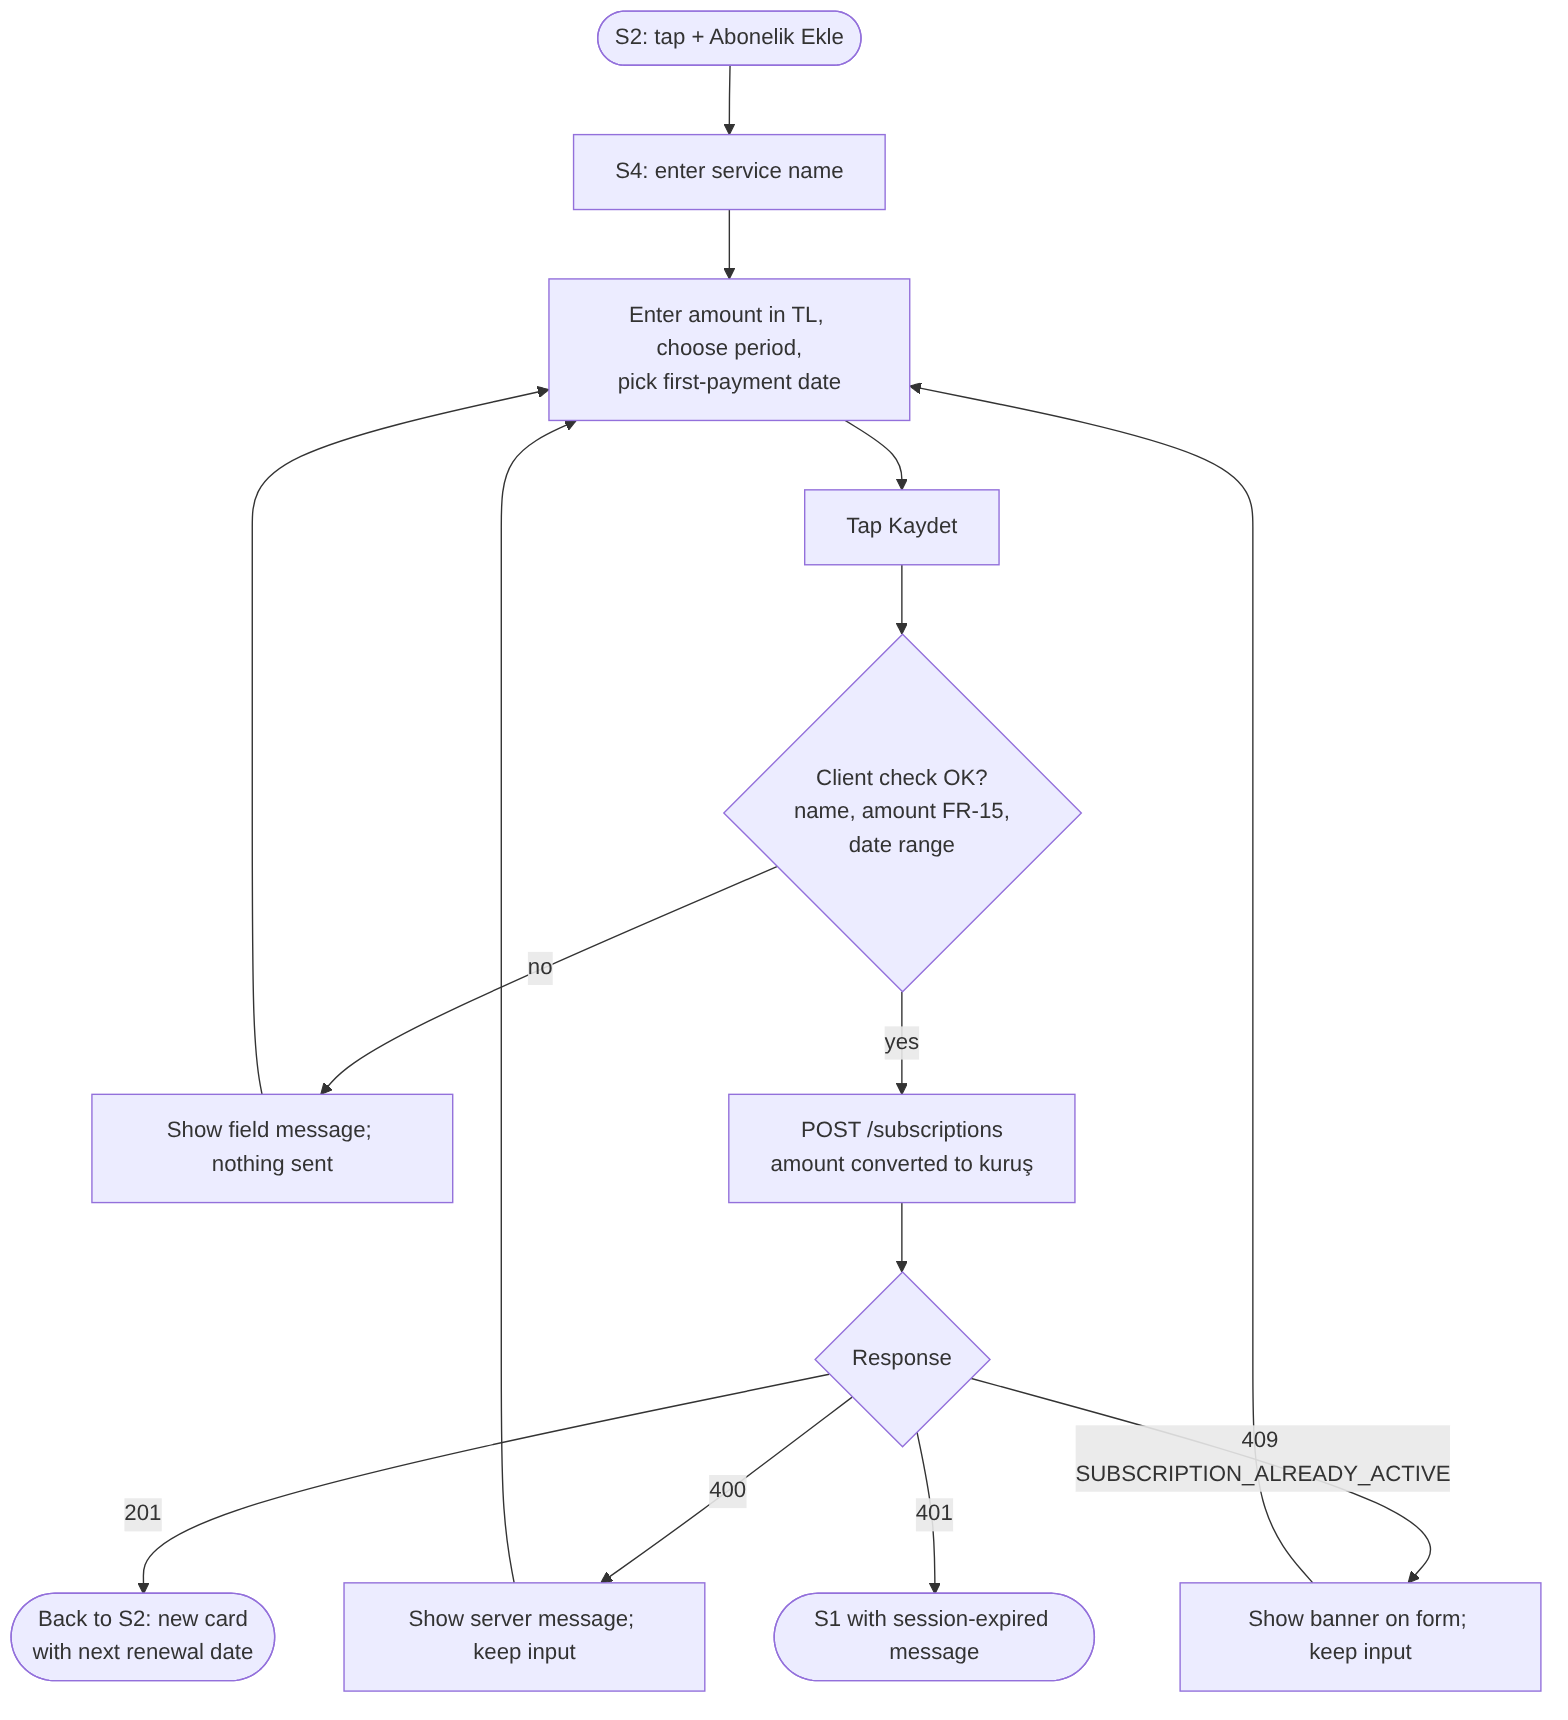 S2: tap + Abonelik Ekle
S4: enter service name
Enter amount in TL,
choose period,
pick first-payment date
Tap Kaydet
Client check OK?
name, amount FR-15,
date range
no
yes
Show field message;
nothing sent
POST /subscriptions
amount converted to kuruş
Response
201
400
401
409
SUBSCRIPTION_ALREADY_ACTIVE
Back to S2: new card
with next renewal date
Show server message;
keep input
S1 with session-expired
message
Show banner on form;
keep input